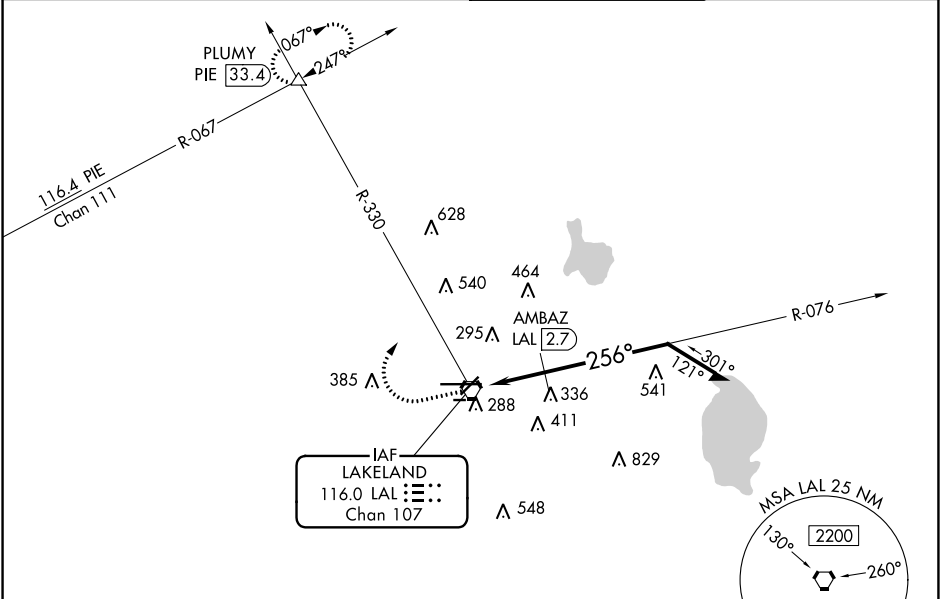 PLUMY
PIE 33.4
067°
247°
R-067
116.4 PIE
Chan 111
R-330
628
540
464
295
AMBAZ
LAL 2.7
R-076
256°
301°
121°
385
288
336
541
411
829
548
IAF
LAKELAND
116.0 LAL
Chan 107
MSA LAL 25 NM
2200
130°
260°